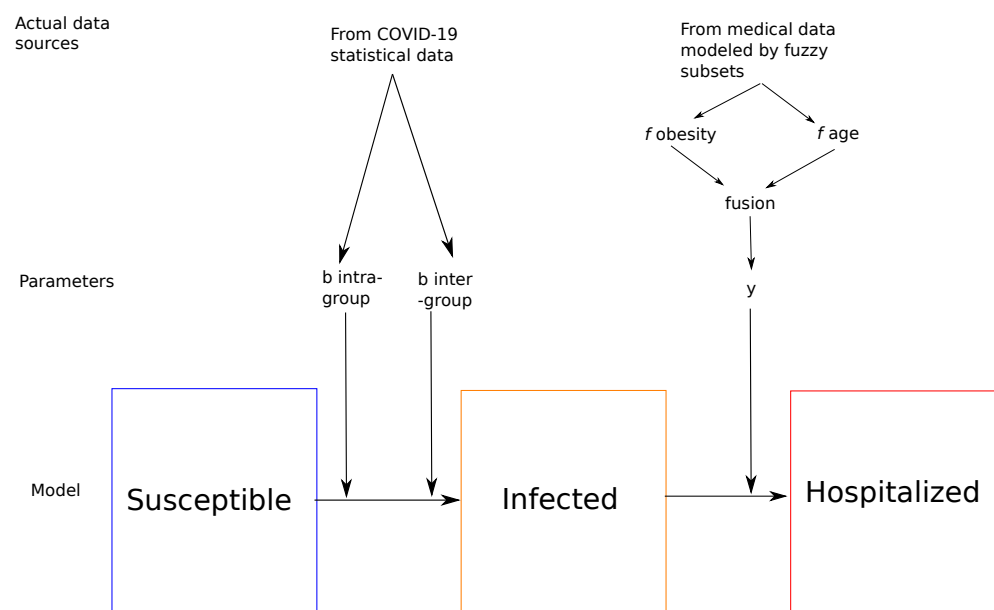 Actual data
sources
From COVID-19
statistical data
From medical data
modeled by fuzzy
subsets
f obesity
f age
fusion
Parameters
b intra-
group
b inter
-group
y
Model
Susceptible
Infected
Hospitalized